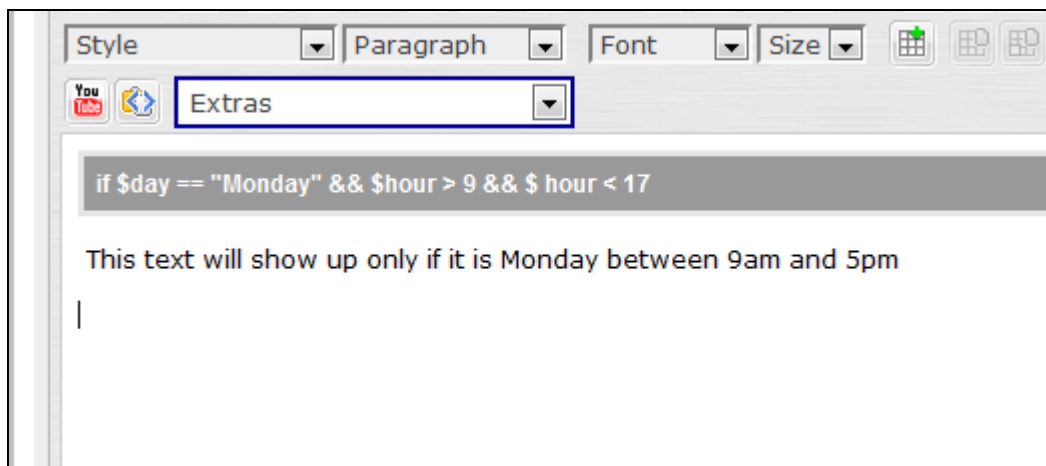 Style Paragraph Font Size
You Tube Extras
if $day == "Monday" && $hour > 9 && $ hour < 17
This text will show up only if it is Monday between 9am and 5pm